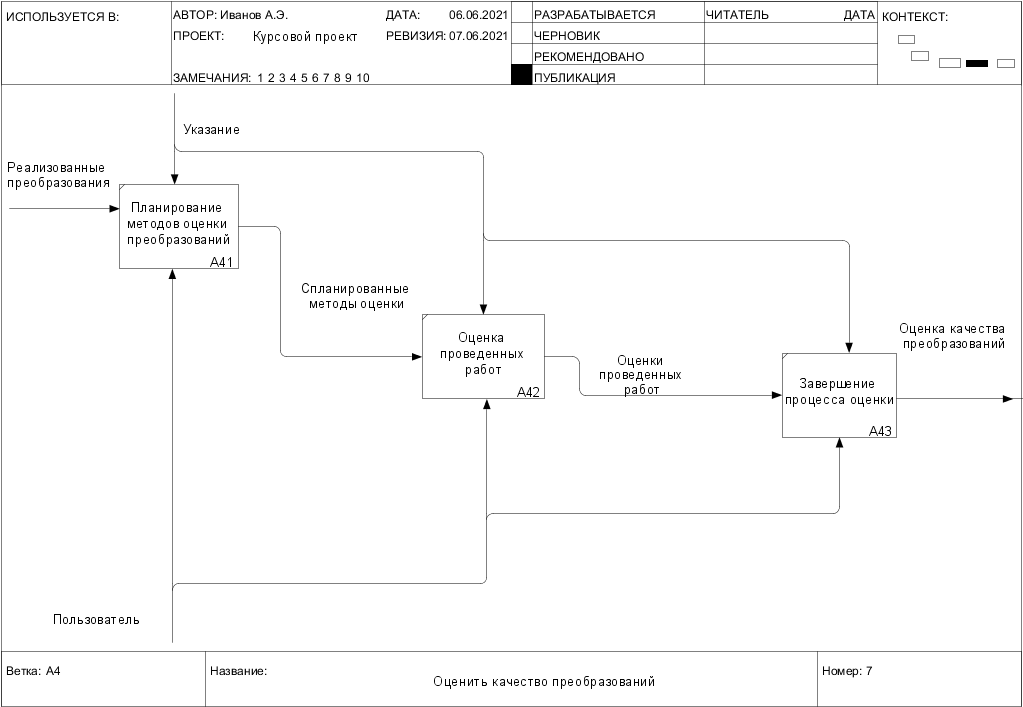 ИСПОЛЬЗУЕТСЯ В:
АВТОР: Иванов А.Э.
ДАТА: 06.06.2021
РАЗРАБАТЫВАЕТСЯ
ЧИТАТЕЛЬ
ДАТА
КОНТЕКСТ:
ПРОЕКТ: Курсовой проект
РЕВИЗИЯ: 07.06.2021
ЧЕРНОВИК
РЕКОМЕНДОВАНО
ЗАМЕЧАНИЯ: 1 2 3 4 5 6 7 8 9 10
ПУБЛИКАЦИЯ
Указание
Реализованные
преобразования
Планирование
методов оценки
преобразований
A41
Спланированные
методы оценки
Оценка
проведенных
работ
A42
Оценки
проведенных
работ
Оценка качества
преобразований
Завершение
процесса оценки
A43
Пользователь
Ветка: A4
Название:
Оценить качество преобразований
Номер: 7